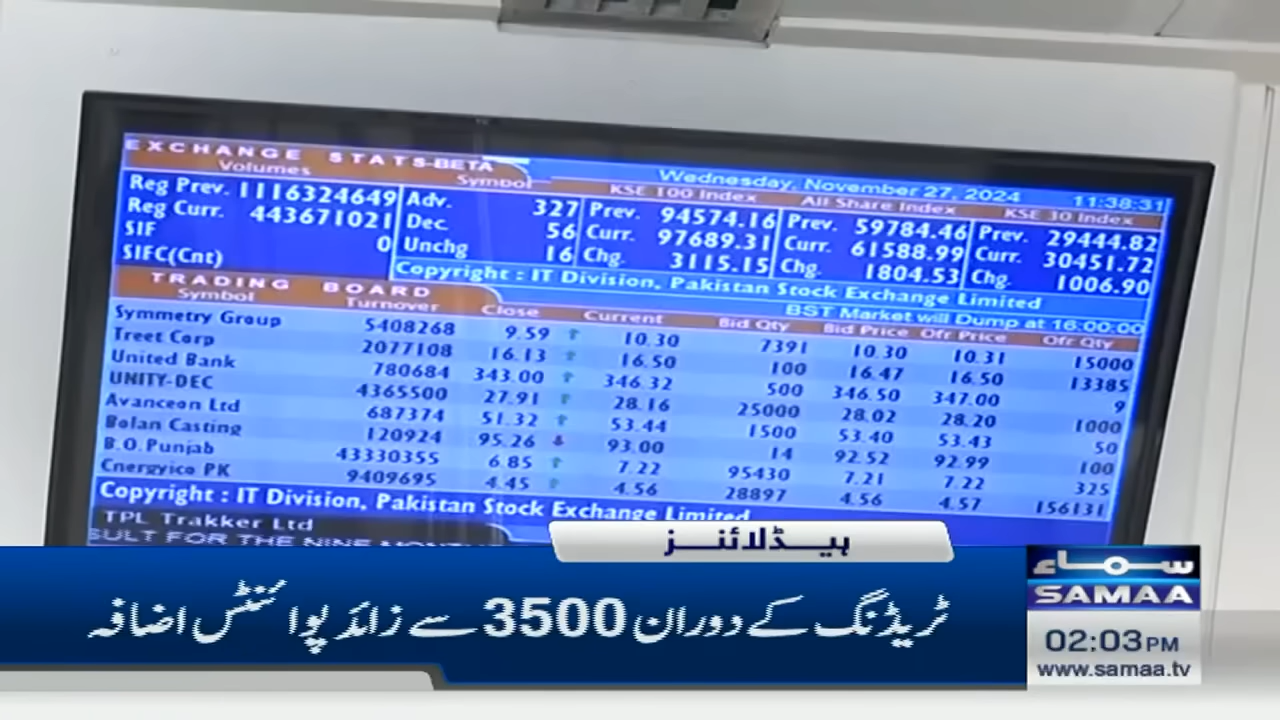 EXCHANGE STATS-BETA
Wednesday, November 27, 2024 11:38:31
Volumes Symbol KSE 100 Index All Share Index KSE 30 Index
Reg Prev. 1116324649 Adv. 327 Prev. 94574.16 Prev. 59784.46 Prev. 29444.82
Reg Curr. 443671021 Dec. 56 Curr. 97689.31 Curr. 61588.99 Curr. 30451.72
SIF 0 Unchg 16 Chg. 3115.15 Chg. 1804.53 Chg. 1006.90
SIFC(Cnt)
Copyright : IT Division, Pakistan Stock Exchange Limited
TRADING BOARD
BST Market will Dump at 16:00:00
Symbol Turnover Close Current Bid Qty Bid Price Ofr Price Ofr Qty
Symmetry Group 5408268 9.59 ↑ 10.30 7391 10.30 10.31 15000
Treet Corp 2077108 16.13 ↑ 16.50 100 16.47 16.50 13385
United Bank 780684 343.00 ↑ 346.32 500 346.50 347.00 9
UNITY-DEC 4365500 27.91 ↑ 28.16 25000 28.02 28.20 1000
Avanceon Ltd 687374 51.32 ↑ 53.44 1500 53.40 53.43 50
Bolan Casting 120924 95.26 ↓ 93.00 14 92.52 92.99 100
B.O.Punjab 43330355 6.85 ↑ 7.22 95430 7.21 7.22 325
Cnergyico PK 9409695 4.45 ↑ 4.56 28897 4.56 4.57 156131
Copyright : IT Division, Pakistan Stock Exchange Limited
TPL Trakker Ltd
SULT FOR THE NINE
ہیڈلائنز
ٹریڈنگ کے دوران 3500 سے زائد پوائنٹس اضافہ
سماء
SAMAA
02:03 PM
www.samaa.tv